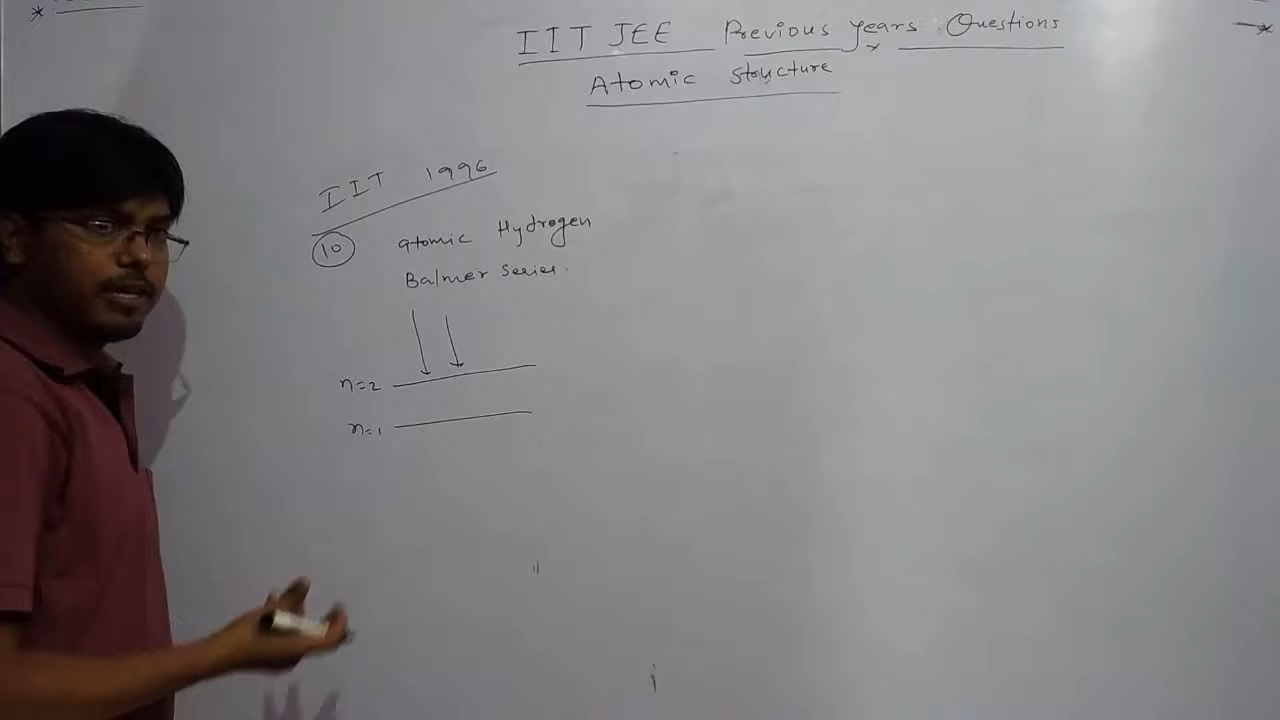 IIT JEE Previous years Questions
Atomic structure
IIT 1996
10 atomic Hydrogen
Balmer series.
n=2
n=1